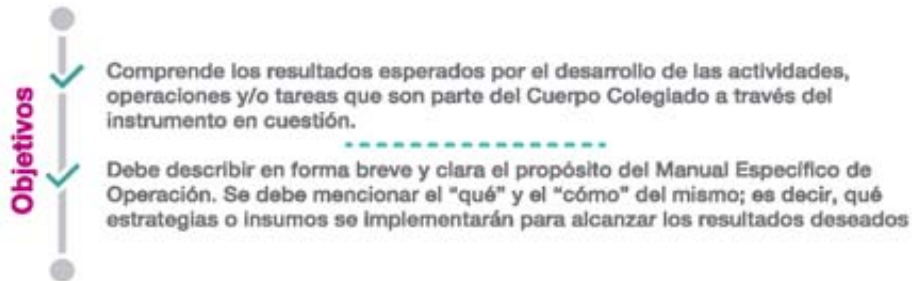 Objetivos
Comprende los resultados esperados por el desarrollo de las actividades,
operaciones y/o tareas que son parte del Cuerpo Colegiado a través del
instrumento en cuestión.
Debe describir en forma breve y clara el propósito del Manual Específico de
Operación. Se debe mencionar el “qué” y el “cómo” del mismo; es decir, qué
estrategias o insumos se implementarán para alcanzar los resultados deseados